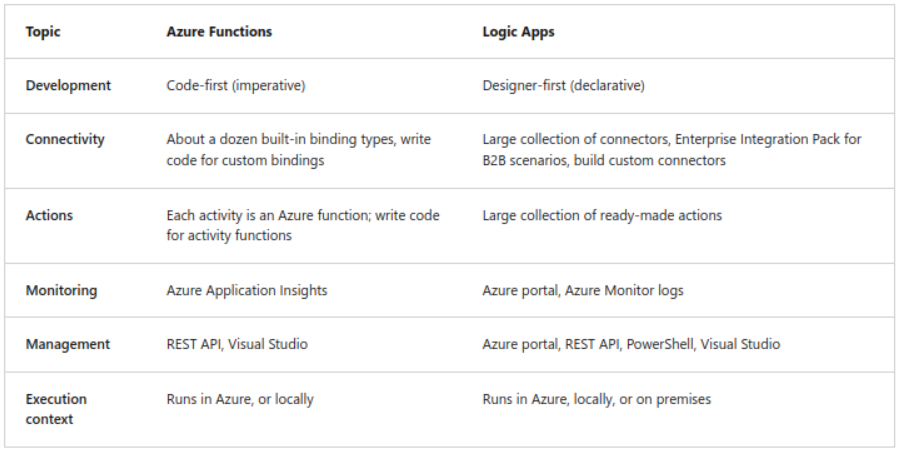 Topic Azure Functions Logic Apps
Development Code-first (imperative) Designer-first (declarative)
Connectivity About a dozen built-in binding types, write Large collection of connectors, Enterprise Integration Pack for
code for custom bindings B2B scenarios, build custom connectors
Actions Each activity is an Azure function; write code Large collection of ready-made actions
for activity functions
Monitoring Azure Application Insights Azure portal, Azure Monitor logs
Management REST API, Visual Studio Azure portal, REST API, PowerShell, Visual Studio
Execution Runs in Azure, or locally Runs in Azure, locally, or on premises
context